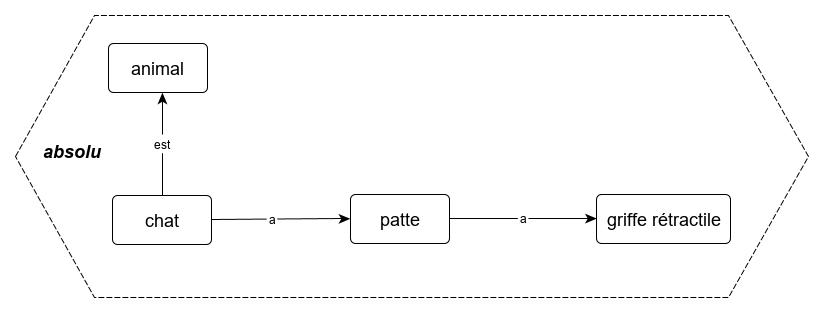 animal
est
absolu
chat
a
patte
a
griffe rétractile